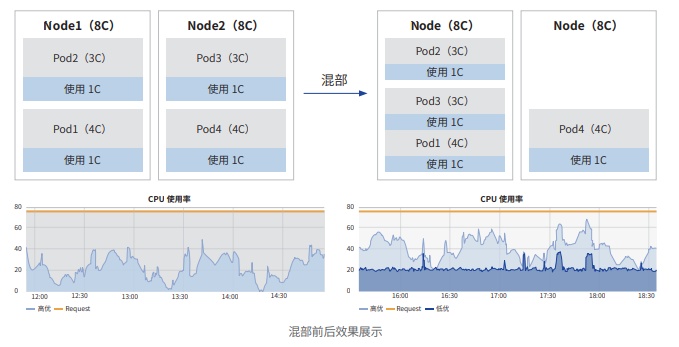 Node1（8C）
Pod2（3C）
使用 1C
Pod1（4C）
使用 1C
Node2（8C）
Pod3（3C）
使用 1C
Pod4（4C）
使用 1C
混部
Node（8C）
Pod2（3C）
使用 1C
Pod3（3C）
使用 1C
Pod1（4C）
使用 1C
Node（8C）
Pod4（4C）
使用 1C
CPU 使用率
80
60
40
20
0
12:00 12:30 13:00 13:30 14:00 14:30
高优 Request
CPU 使用率
80
60
40
20
0
16:00 16:30 17:00 17:30 18:00 18:30
高优 Request 低优
混部前后效果展示